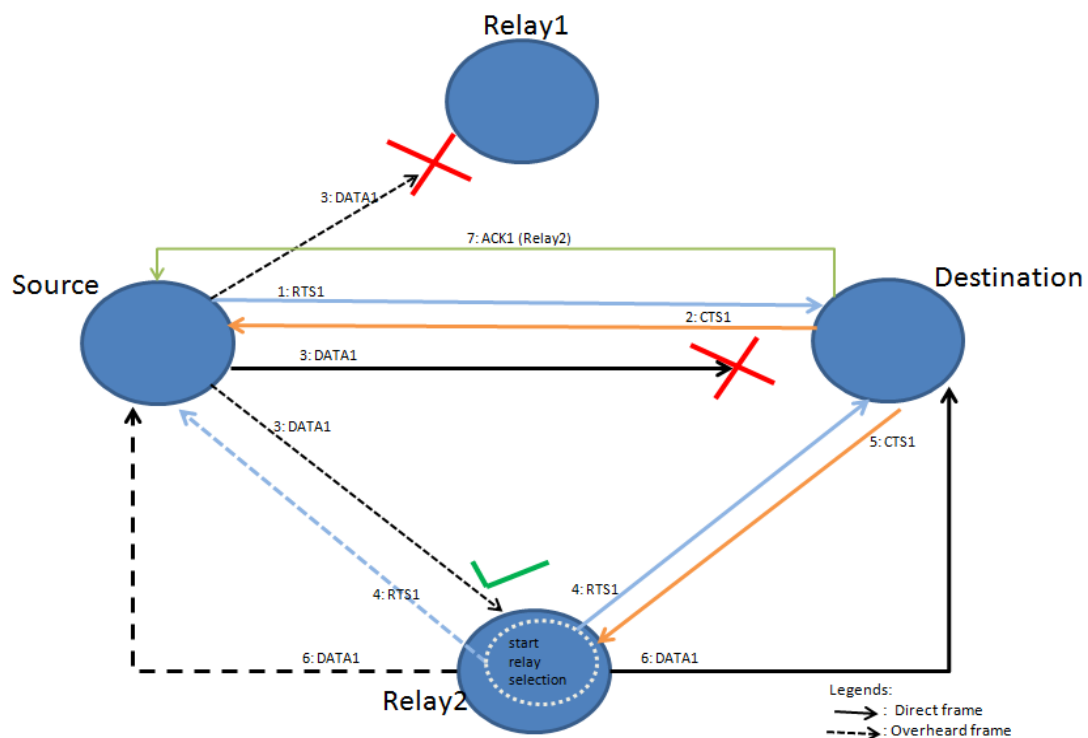 Relay1
3: DATA1
7: ACK1 (Relay2)
Source
Destination
1: RTS1
2: CTS1
3: DATA1
3: DATA1
5: CTS1
4: RTS1
4: RTS1
start
relay
selection
6: DATA1
6: DATA1
Relay2
Legends:
: Direct frame
: Overheard frame